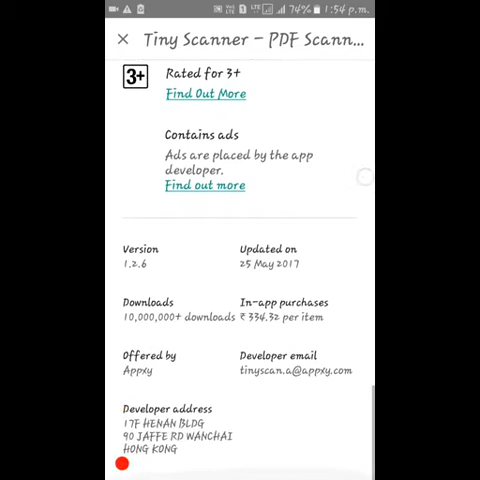 VoLTE 1 LTE 74% 1:54 p.m.
Tiny Scanner – PDF Scann...
3+ Rated for 3+
Find Out More
Contains ads
Ads are placed by the app
developer.
Find out more
Version Updated on
1.2.6 25 May 2017
Downloads In-app purchases
10,000,000+ downloads ₹ 334.32 per item
Offered by Developer email
Appxy tinyscan.a@appxy.com
Developer address
17F HENAN BLDG
90 JAFFE RD WANCHAI
HONG KONG